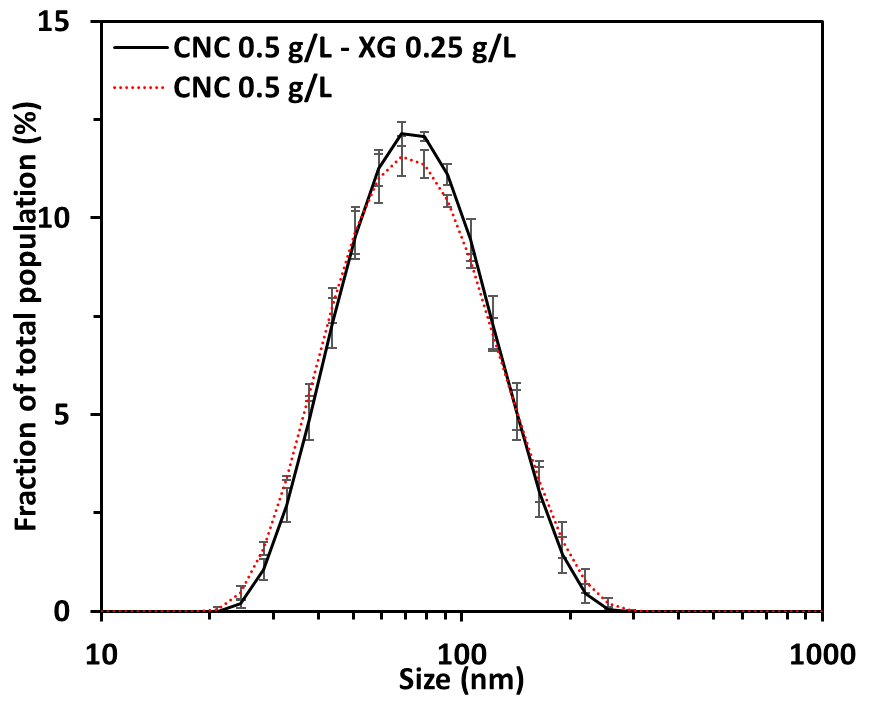 15
CNC 0.5 g/L - XG 0.25 g/L
CNC 0.5 g/L
Fraction of total population (%)
10
5
0
10
100
1000
Size (nm)